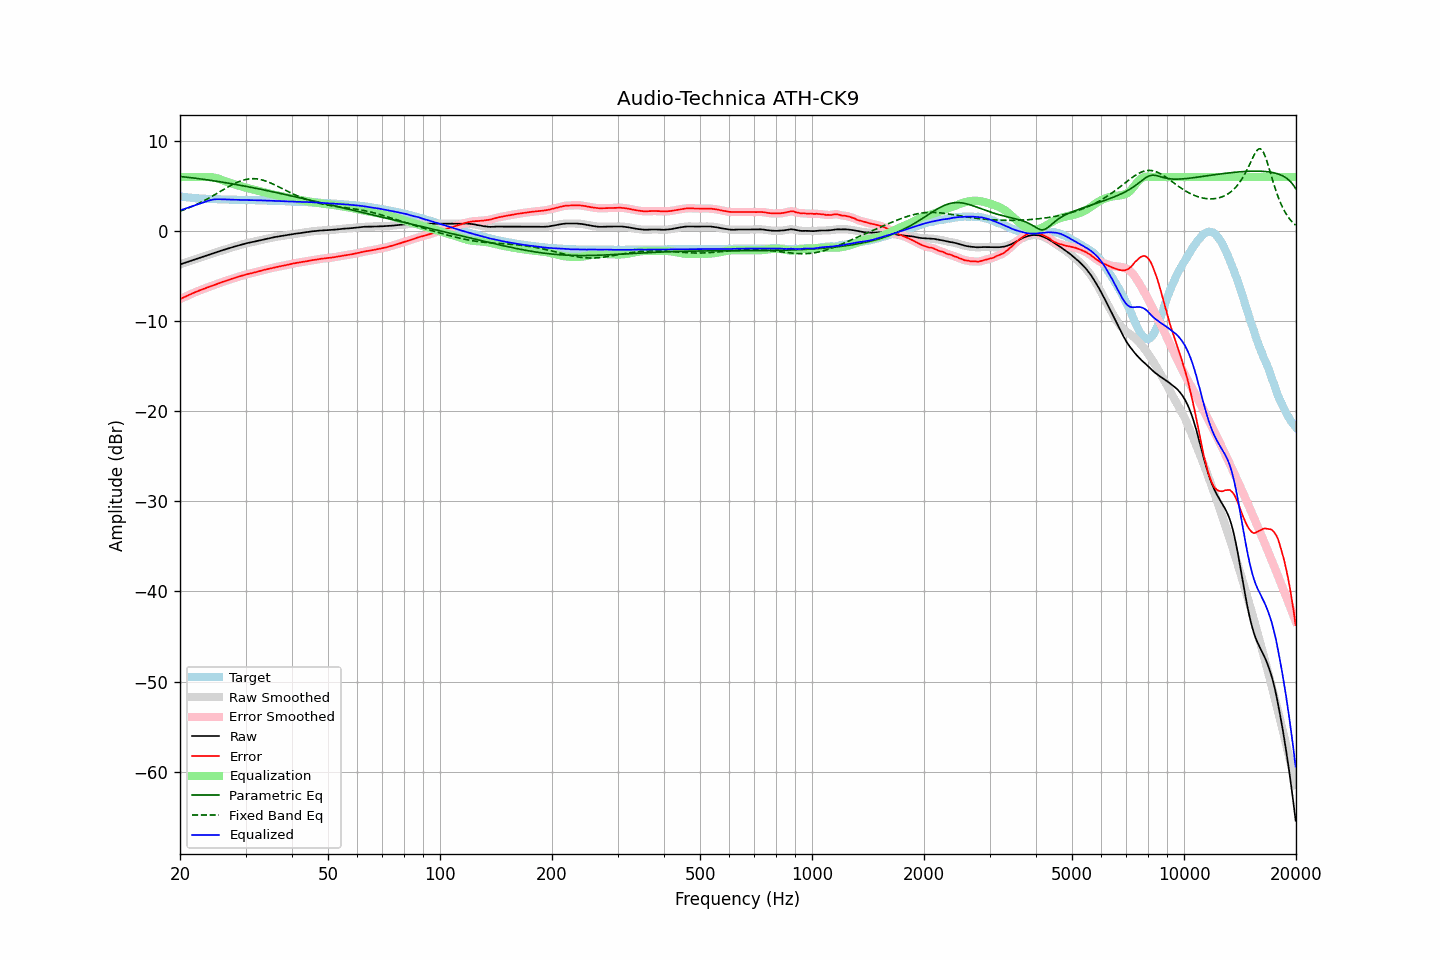 Audio-Technica ATH-CK9
Amplitude (dBr)
10
0
−10
−20
−30
−40
−50
−60
Target
Raw Smoothed
Error Smoothed
Raw
Error
Equalization
Parametric Eq
Fixed Band Eq
Equalized
20 50 100 200 500 1000 2000 5000 10000 20000
Frequency (Hz)